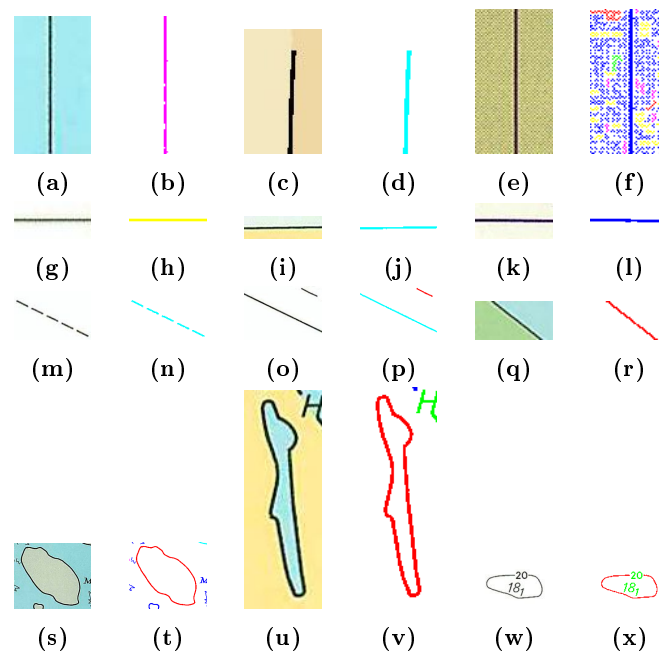 (a) (b) (c) (d) (e) (f)
(g) (h) (i) (j) (k) (l)
(m) (n) (o) (p) (q) (r)
H H
M M
20 20
18₁ 18₁
(s) (t) (u) (v) (w) (x)